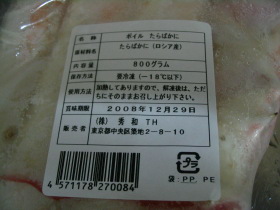 名称 ボイル たらばかに
原材料名 たらばかに (ロシア産)
内容量 800グラム
保存方法 要冷凍 (-18℃以下)
使用方法 加熱してありますので、解凍後は、ただちにそのままお召し上がり下さい。
賞味期限 2008年12月29日
販売者 (株) 秀和 TH
東京都中央区築地2-8-10
4571178270084
プラ
袋:PP, PE